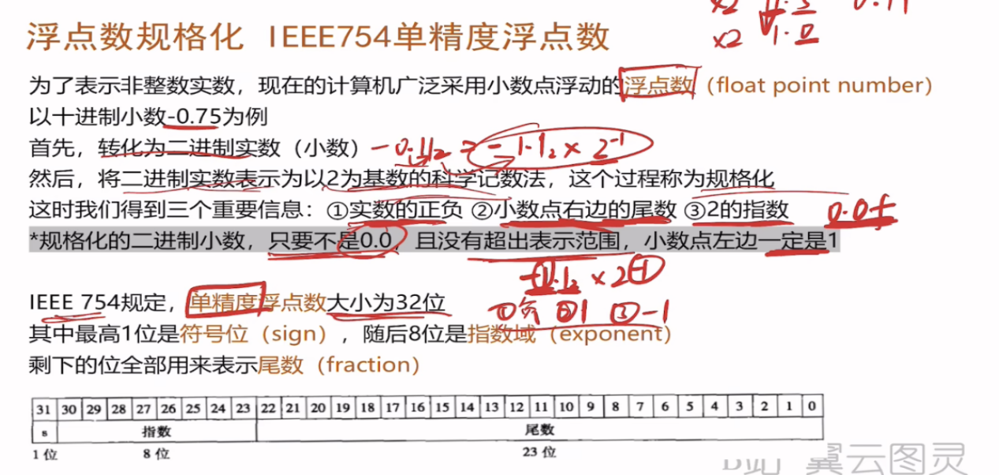 ×2 1.0
浮点数规格化 IEEE754单精度浮点数
为了表示非整数实数，现在的计算机广泛采用小数点浮动的浮点数（float point number）
以十进制小数-0.75为例
首先，转化为二进制实数（小数）-0.11₂ = -1.1₂ × 2⁻¹
然后，将二进制实数表示为以2为基数的科学记数法，这个过程称为规格化
这时我们得到三个重要信息：①实数的正负 ②小数点右边的尾数 ③2的指数
*规格化的二进制小数，只要不是0.0，且没有超出表示范围，小数点左边一定是1
-1.1₂ × 2⁻¹
IEEE 754规定，单精度浮点数大小为32位
①负 ②1 ③-1
其中最高1位是符号位（sign），随后8位是指数域（exponent）
剩下的位全部用来表示尾数（fraction）
31 30 29 28 27 26 25 24 23 22 21 20 19 18 17 16 15 14 13 12 11 10 9 8 7 6 5 4 3 2 1 0
s 指数 尾数
1 位 8 位 23 位
翼云图灵